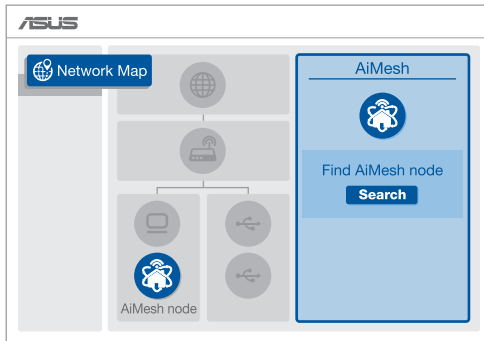 ASUS
Network Map
AiMesh
Find AiMesh node
Search
AiMesh node